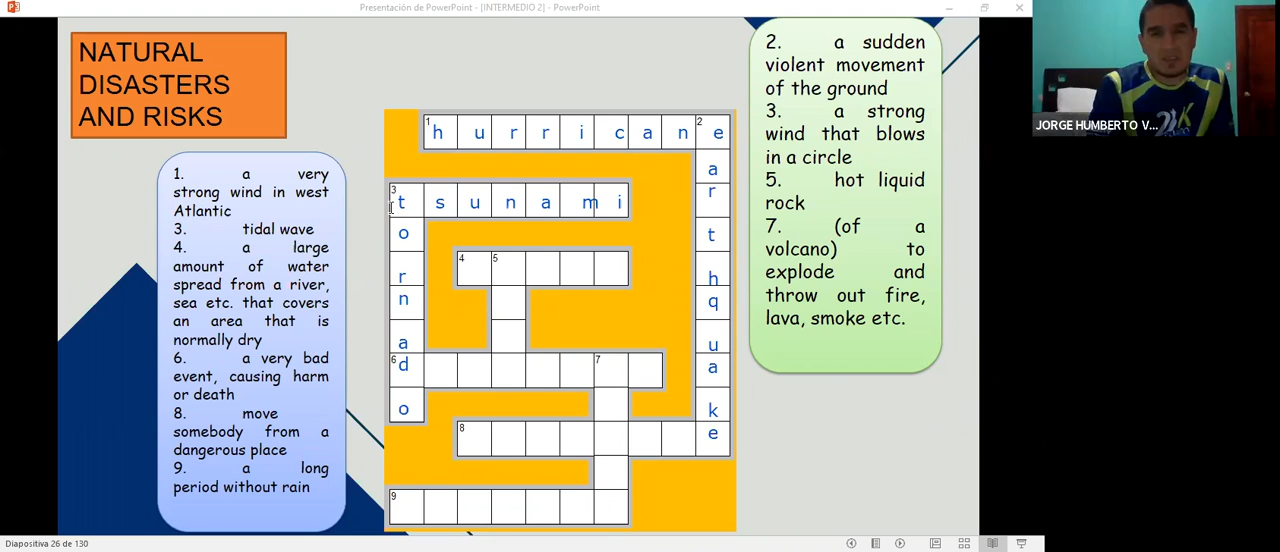 Presentación de PowerPoint - [INTERMEDIO 2] - PowerPoint
NATURAL
DISASTERS
AND RISKS
1. a very
strong wind in west
Atlantic
3. tidal wave
4. a large
amount of water
spread from a river,
sea etc. that covers
an area that is
normally dry
6. a very bad
event, causing harm
or death
8. move
somebody from a
dangerous place
9. a long
period without rain
1 h u r r i c a n 2 e
a
r
t
h
q
u
a
k
e
3 t s u n a m i
o
r
n
a
d
o
4 5
6 7
8
9
2. a sudden
violent movement
of the ground
3. a strong
wind that blows
in a circle
5. hot liquid
rock
7. (of a
volcano) to
explode and
throw out fire,
lava, smoke etc.
JORGE HUMBERTO V...
Diapositiva 26 de 130